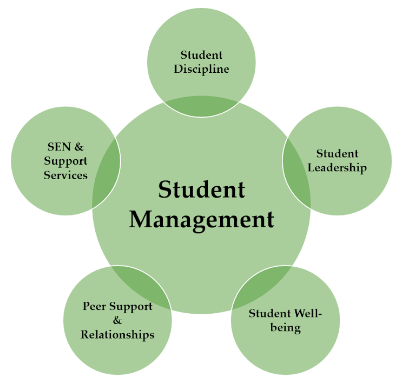 Student
Discipline
SEN &
Support
Services
Student
Leadership
Student
Management
Peer Support
&
Relationships
Student Well-
being